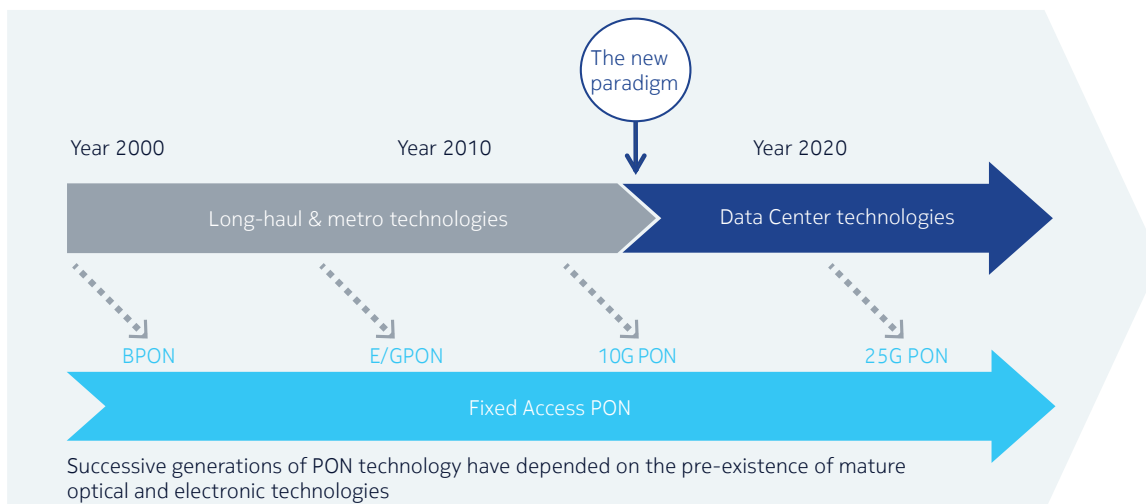 The new
paradigm
Year 2000
Year 2010
Year 2020
Long-haul & metro technologies
Data Center technologies
BPON
E/GPON
10G PON
25G PON
Fixed Access PON
Successive generations of PON technology have depended on the pre-existence of mature
optical and electronic technologies